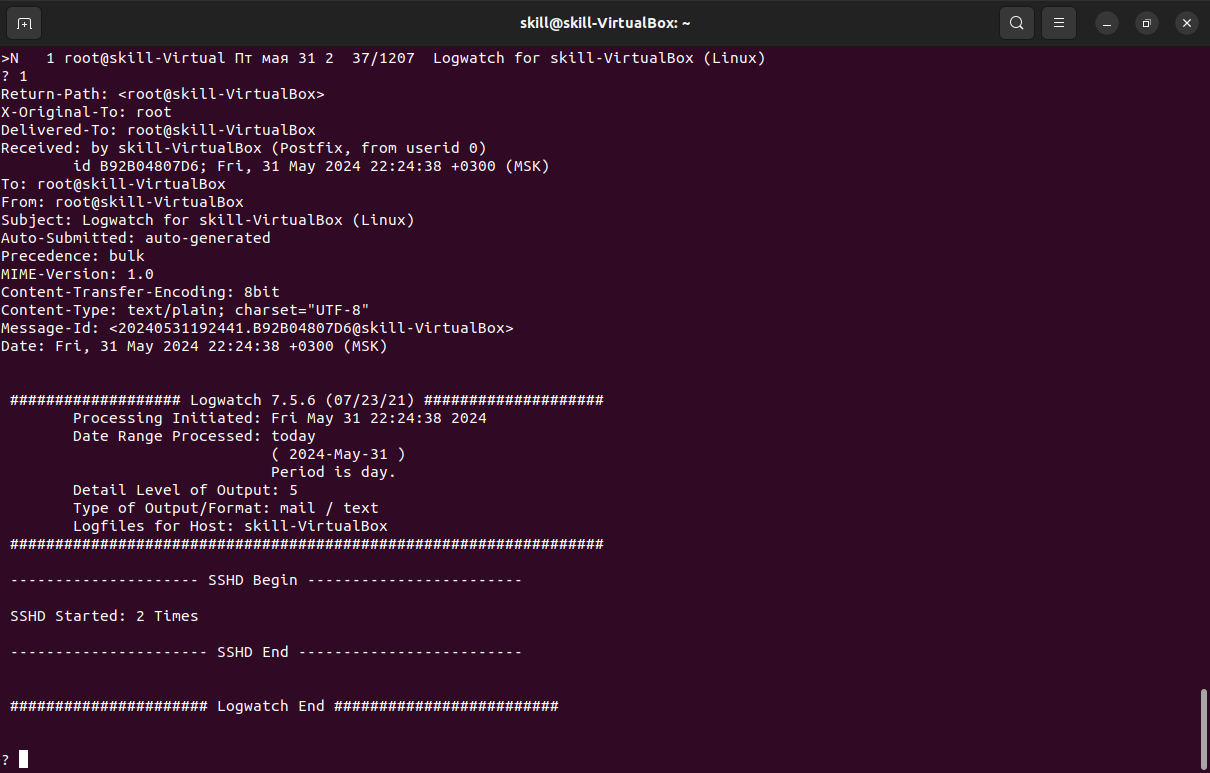 skill@skill-VirtualBox: ~
>N   1 root@skill-Virtual Пт мая 31 2  37/1207  Logwatch for skill-VirtualBox (Linux)
? 1
Return-Path: <root@skill-VirtualBox>
X-Original-To: root
Delivered-To: root@skill-VirtualBox
Received: by skill-VirtualBox (Postfix, from userid 0)
        id B92B04807D6; Fri, 31 May 2024 22:24:38 +0300 (MSK)
To: root@skill-VirtualBox
From: root@skill-VirtualBox
Subject: Logwatch for skill-VirtualBox (Linux)
Auto-Submitted: auto-generated
Precedence: bulk
MIME-Version: 1.0
Content-Transfer-Encoding: 8bit
Content-Type: text/plain; charset="UTF-8"
Message-Id: <20240531192441.B92B04807D6@skill-VirtualBox>
Date: Fri, 31 May 2024 22:24:38 +0300 (MSK)
 ################### Logwatch 7.5.6 (07/23/21) ####################
        Processing Initiated: Fri May 31 22:24:38 2024
        Date Range Processed: today
                              ( 2024-May-31 )
                              Period is day.
        Detail Level of Output: 5
        Type of Output/Format: mail / text
        Logfiles for Host: skill-VirtualBox
 ##################################################################
 --------------------- SSHD Begin ------------------------
 SSHD Started: 2 Times
 ---------------------- SSHD End -------------------------
 ###################### Logwatch End #########################
?